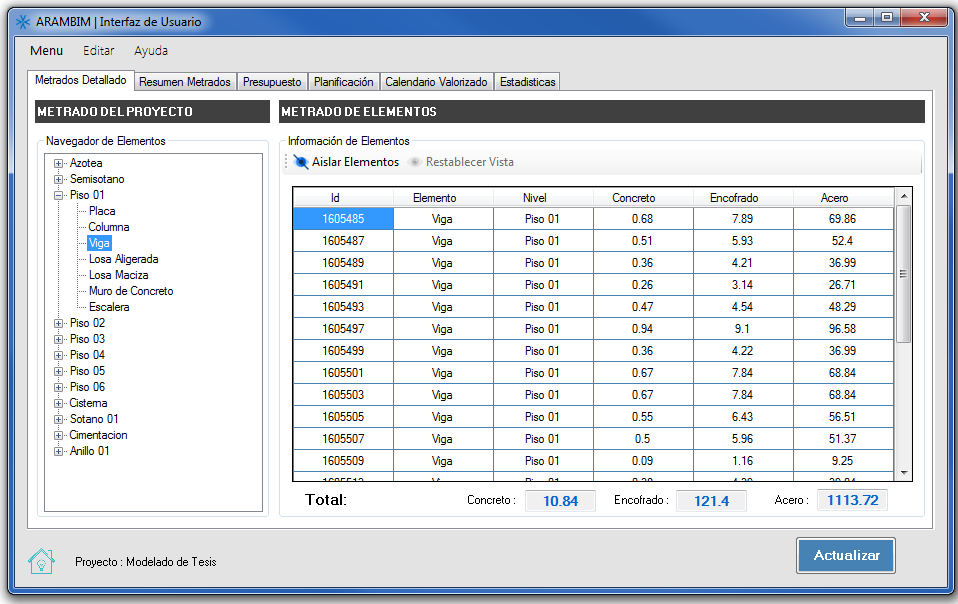 ARAMBIM | Interfaz de Usuario
Menu Editar Ayuda
Metrados Detallado Resumen Metrados Presupuesto Planificación Calendario Valorizado Estadisticas
METRADO DEL PROYECTO
Navegador de Elementos
Azotea
Semisotano
Piso 01
Placa
Columna
Viga
Losa Aligerada
Losa Maciza
Muro de Concreto
Escalera
Piso 02
Piso 03
Piso 04
Piso 05
Piso 06
Cisterna
Sotano 01
Cimentacion
Anillo 01
METRADO DE ELEMENTOS
Información de Elementos
Aislar Elementos Restablecer Vista
Id Elemento Nivel Concreto Encofrado Acero
1605485 Viga Piso 01 0.68 7.89 69.86
1605487 Viga Piso 01 0.51 5.93 52.4
1605489 Viga Piso 01 0.36 4.21 36.99
1605491 Viga Piso 01 0.26 3.14 26.71
1605493 Viga Piso 01 0.47 4.54 48.29
1605497 Viga Piso 01 0.94 9.1 96.58
1605499 Viga Piso 01 0.36 4.22 36.99
1605501 Viga Piso 01 0.67 7.84 68.84
1605503 Viga Piso 01 0.67 7.84 68.84
1605505 Viga Piso 01 0.55 6.43 56.51
1605507 Viga Piso 01 0.5 5.96 51.37
1605509 Viga Piso 01 0.09 1.16 9.25
Total: Concreto : 10.84 Encofrado : 121.4 Acero : 1113.72
Proyecto : Modelado de Tesis
Actualizar